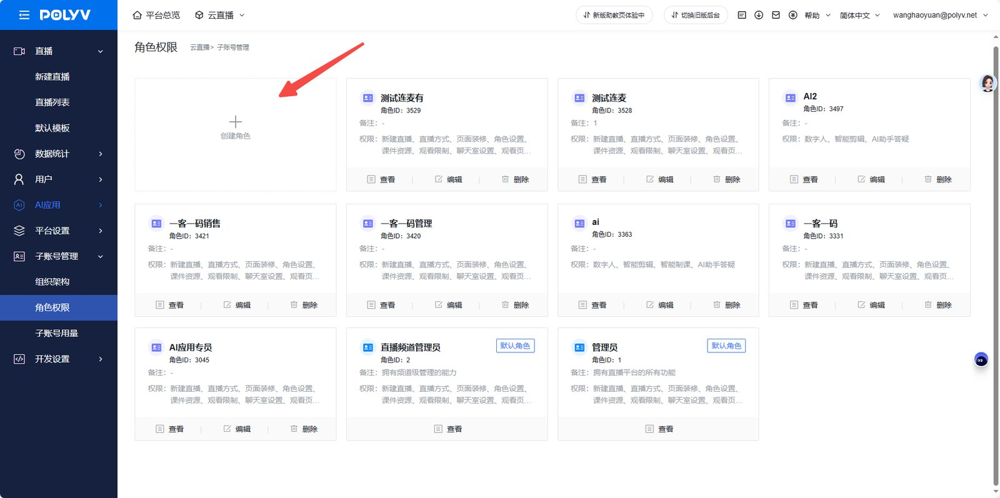 POLYV
平台总览
云直播
新版助教页体验中
切换旧版后台
帮助
简体中文
wanghaoyuan@polyv.net
直播
新建直播
直播列表
默认模板
数据统计
用户
AI应用
平台设置
子账号管理
组织架构
角色权限
子账号用量
开发设置
角色权限
云直播> 子账号管理
创建角色
测试连麦有
角色ID：3529
备注：-
权限：新建直播、直播方式、页面装修、角色设置、
课件资源、观看限制、聊天室设置、观看页...
查看 编辑 删除
测试连麦
角色ID：3528
备注：1
权限：新建直播、直播方式、页面装修、角色设置、
课件资源、观看限制、聊天室设置、观看页...
查看 编辑 删除
AI2
角色ID：3497
备注：-
权限：数字人、智能剪辑、AI助手答疑
查看 编辑 删除
一客一码销售
角色ID：3421
备注：-
权限：新建直播、直播方式、页面装修、角色设置、
课件资源、观看限制、聊天室设置、观看页...
查看 编辑 删除
一客一码管理
角色ID：3420
备注：-
权限：新建直播、直播方式、页面装修、角色设置、
课件资源、观看限制、聊天室设置、观看页...
查看 编辑 删除
ai
角色ID：3363
备注：-
权限：数字人、智能剪辑、智能制课、AI助手答疑
查看 编辑 删除
一客一码
角色ID：3331
备注：-
权限：新建直播、直播方式、页面装修、角色设置、
课件资源、观看限制、聊天室设置、观看页...
查看 编辑 删除
AI应用专员
角色ID：3045
备注：-
权限：新建直播、直播方式、页面装修、角色设置、
课件资源、观看限制、聊天室设置、观看页...
查看 编辑 删除
直播频道管理员
默认角色
角色ID：2
备注：拥有频道级管理的能力
权限：新建直播、直播方式、页面装修、角色设置、
课件资源、观看限制、聊天室设置、观看页...
查看
管理员
默认角色
角色ID：1
备注：拥有直播平台的所有功能
权限：新建直播、直播方式、页面装修、角色设置、
课件资源、观看限制、聊天室设置、观看页...
查看